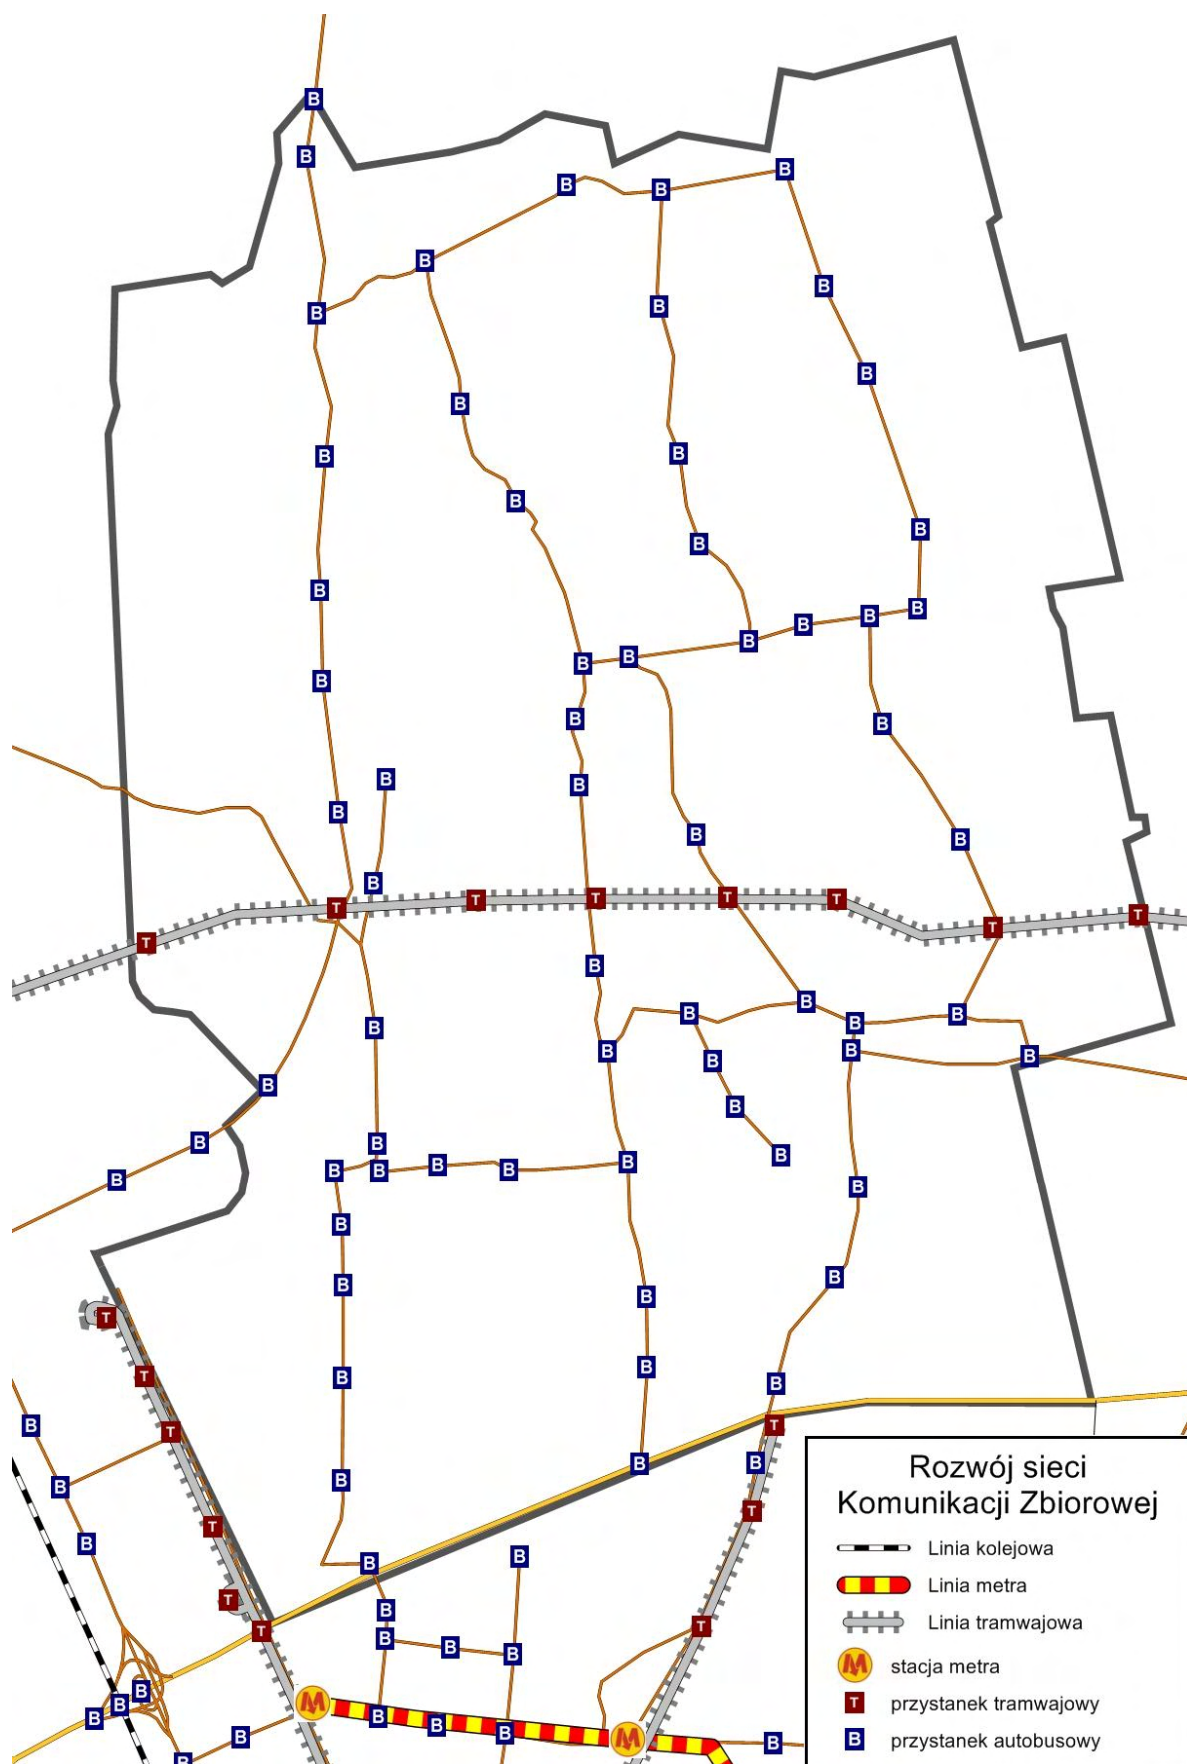 Rozwój sieci
Komunikacji Zbiorowej
Linia kolejowa
Linia metra
Linia tramwajowa
M stacja metra
T przystanek tramwajowy
B przystanek autobusowy